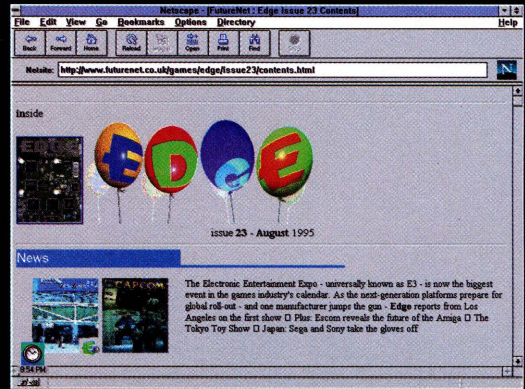 Netscape - [FutureNet : Edge Issue 23 Contents]
File Edit View Go Bookmarks Options Directory Help
Back Forward Home Reload Images Open Print Find Stop
Netsite: http://www.futurenet.co.uk/games/edge/issue23/contents.html
N
inside
EDGE
EDGE
issue 23 - August 1995
News
CAPCOM
The Electronic Entertainment Expo - universally known as E3 - is now the biggest
event in the games industry's calendar. As the next-generation platforms prepare for
global roll-out - and one manufacturer jumps the gun - Edge reports from Los
Angeles on the first show □ Plus: Escom reveals the future of the Amiga □ The
Tokyo Toy Show □ Japan: Sega and Sony take the gloves off
9:54 PM